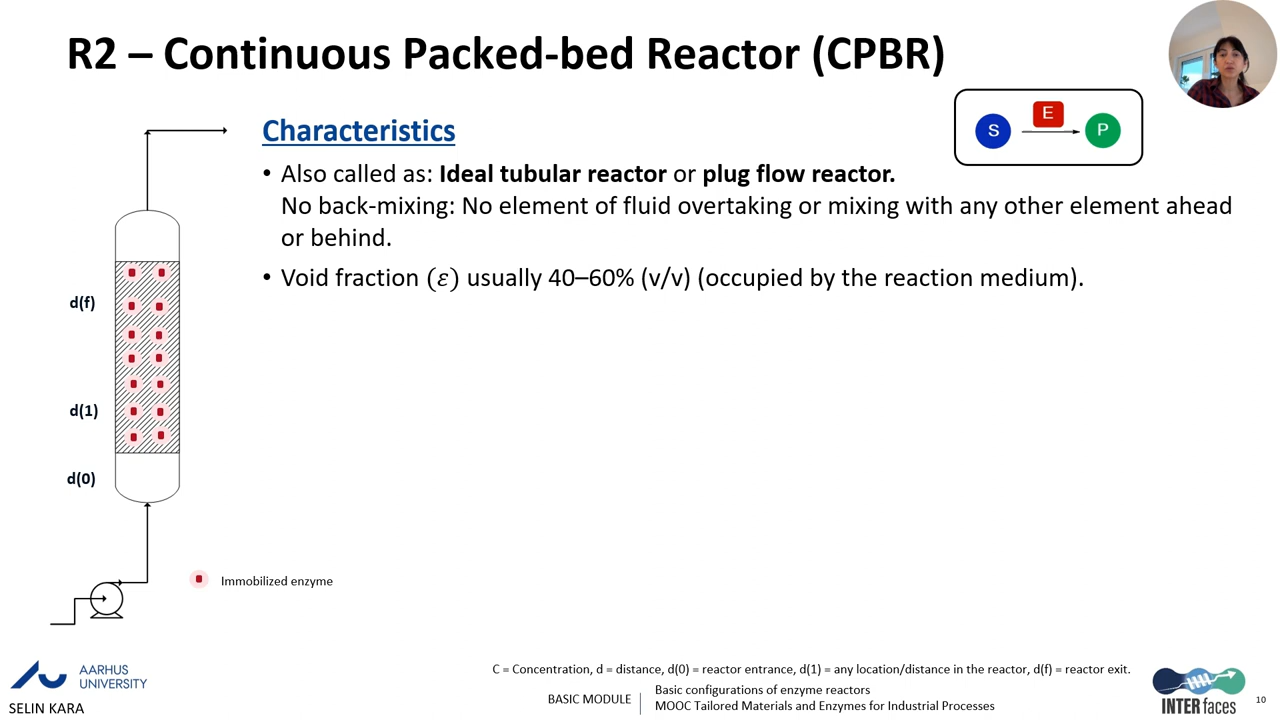 R2 – Continuous Packed-bed Reactor (CPBR)
Characteristics
S E P
• Also called as: Ideal tubular reactor or plug flow reactor.
No back-mixing: No element of fluid overtaking or mixing with any other element ahead
or behind.
• Void fraction (ε) usually 40–60% (v/v) (occupied by the reaction medium).
d(f)
d(1)
d(0)
Immobilized enzyme
C = Concentration, d = distance, d(0) = reactor entrance, d(1) = any location/distance in the reactor, d(f) = reactor exit.
AARHUS
UNIVERSITY
SELIN KARA
BASIC MODULE
Basic configurations of enzyme reactors
MOOC Tailored Materials and Enzymes for Industrial Processes
INTERfaces
10